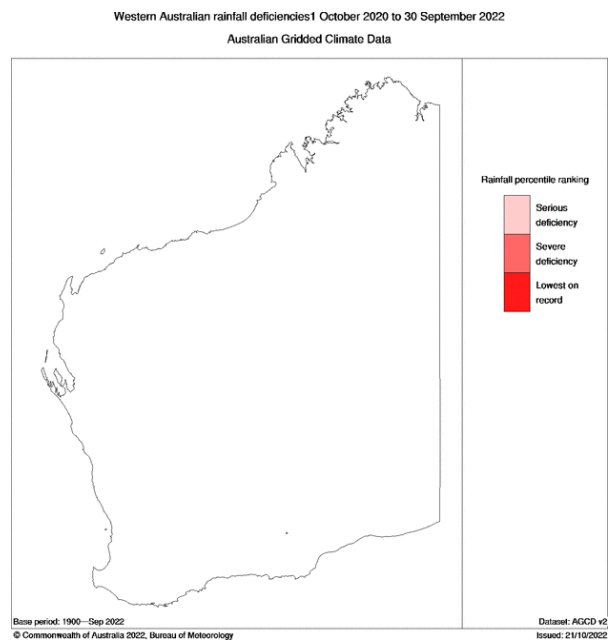 Western Australian rainfall deficiencies1 October 2020 to 30 September 2022
Australian Gridded Climate Data
Rainfall percentile ranking
Serious
deficiency
Severe
deficiency
Lowest on
record
Base period: 1900—Sep 2022
Dataset: AGCD v2
© Commonwealth of Australia 2022, Bureau of Meteorology
Issued: 21/10/2022